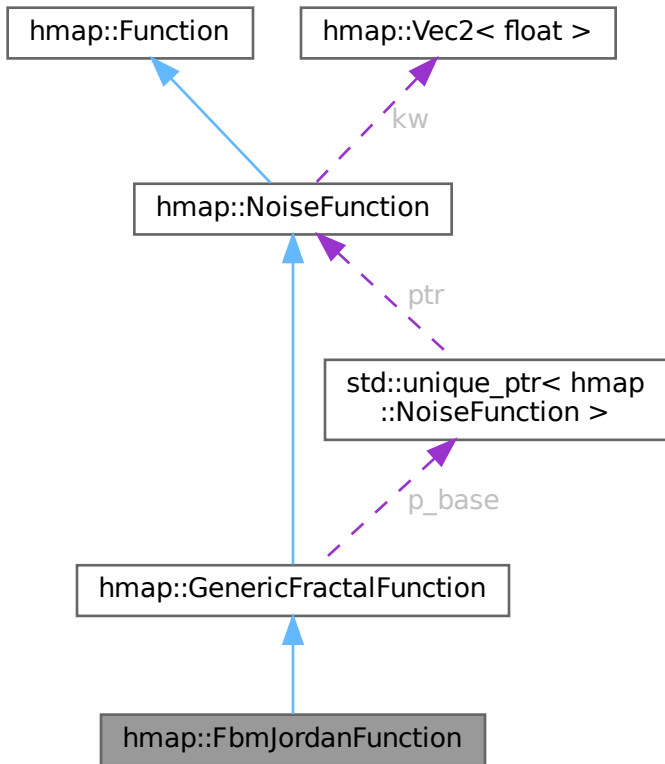 hmap::Function
hmap::Vec2< float >
kw
hmap::NoiseFunction
ptr
std::unique_ptr< hmap
::NoiseFunction >
p_base
hmap::GenericFractalFunction
hmap::FbmJordanFunction